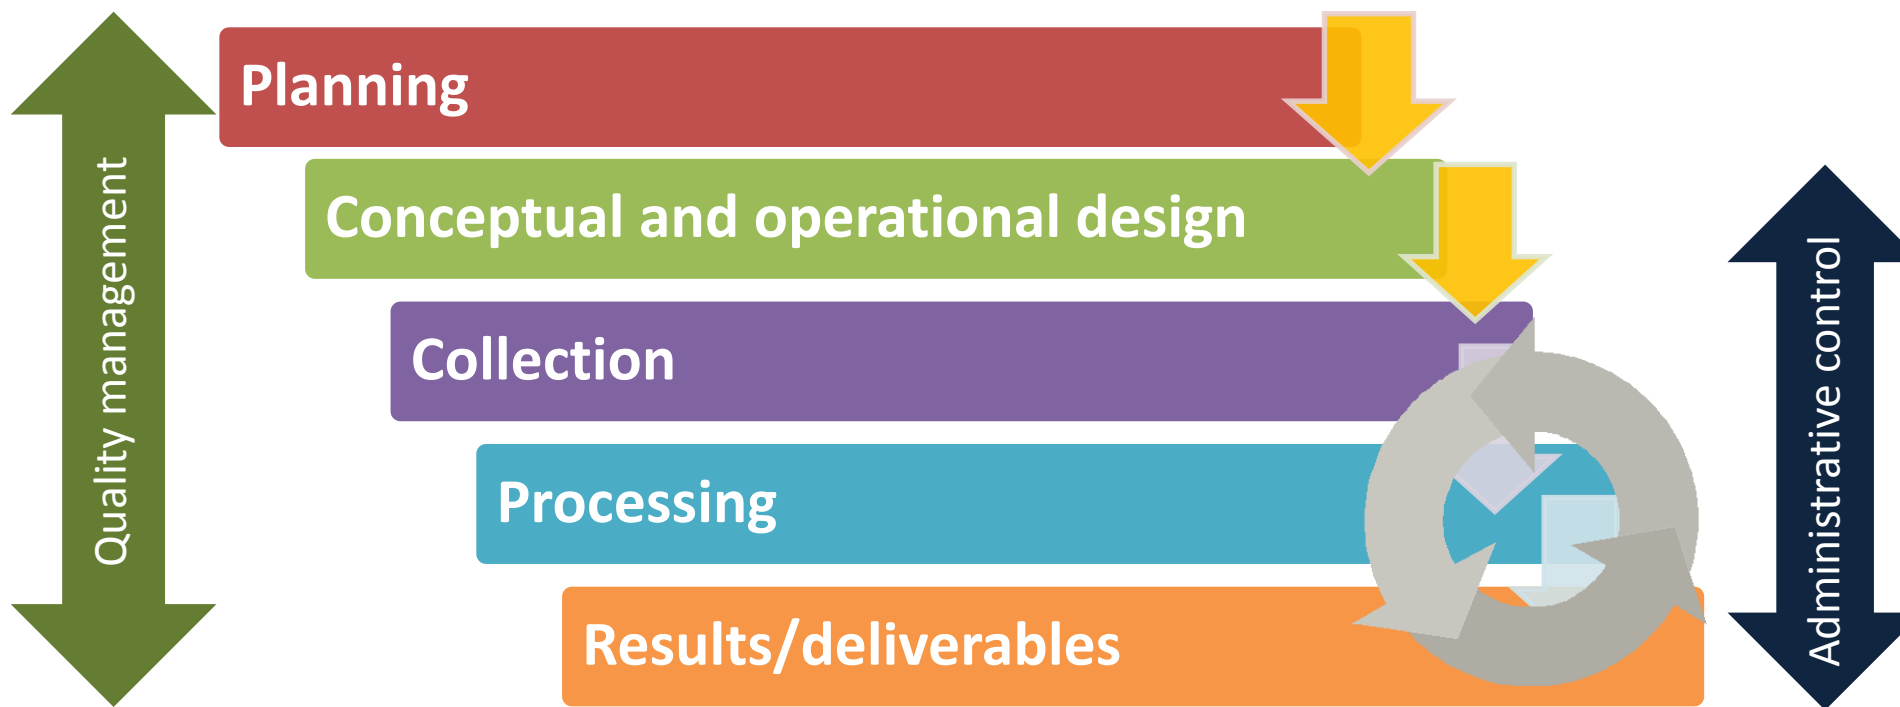 Quality management
Planning
Conceptual and operational design
Collection
Processing
Results/deliverables
Administrative control